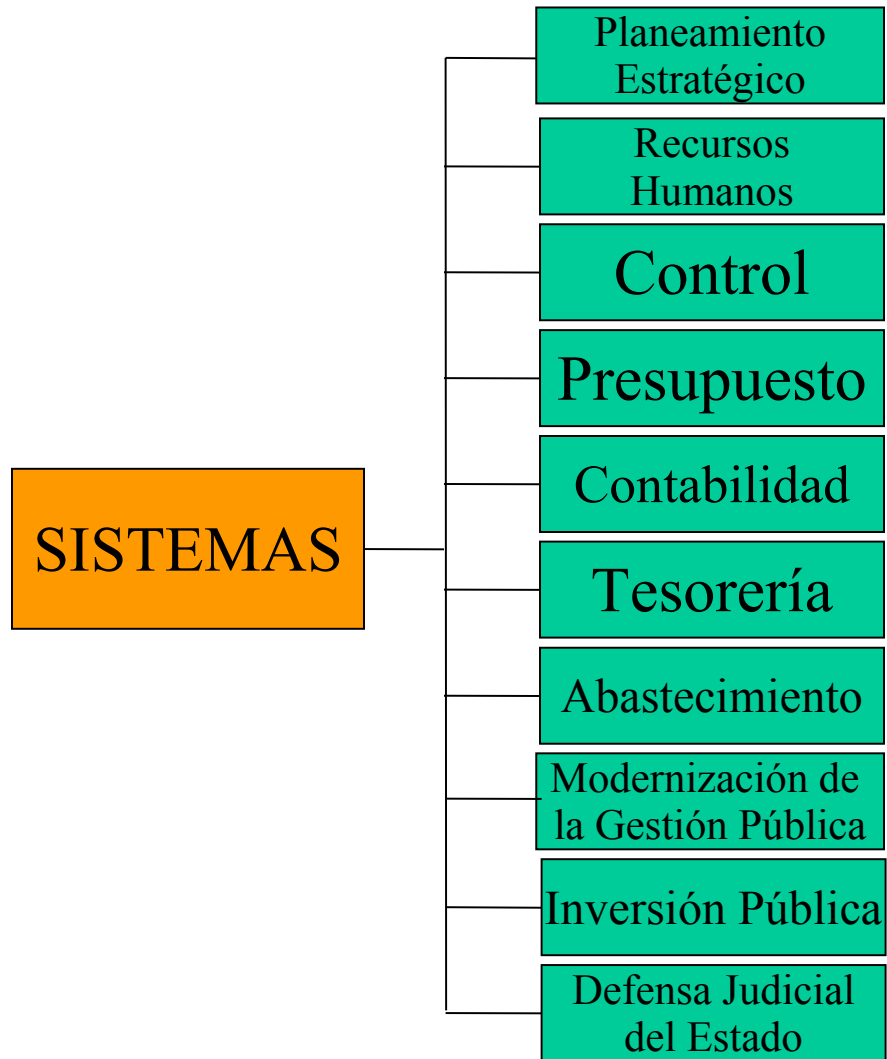 SISTEMAS
Planeamiento
Estratégico
Recursos
Humanos
Control
Presupuesto
Contabilidad
Tesorería
Abastecimiento
Modernización de
la Gestión Pública
Inversión Pública
Defensa Judicial
del Estado